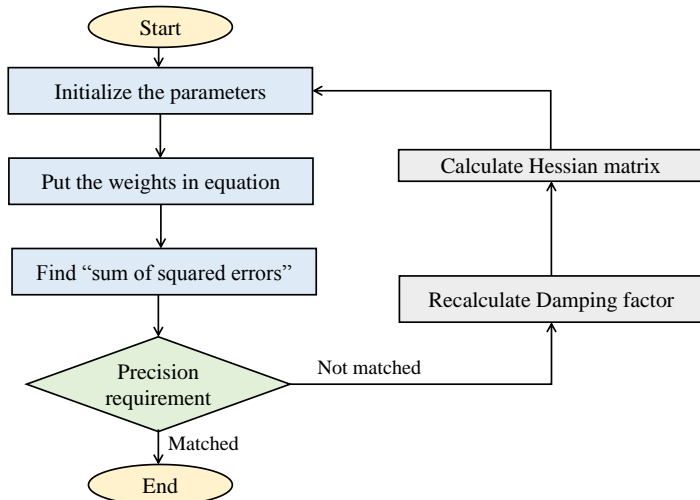 Start
Initialize the parameters
Put the weights in equation
Find “sum of squared errors”
Precision
requirement
Matched
End
Not matched
Recalculate Damping factor
Calculate Hessian matrix